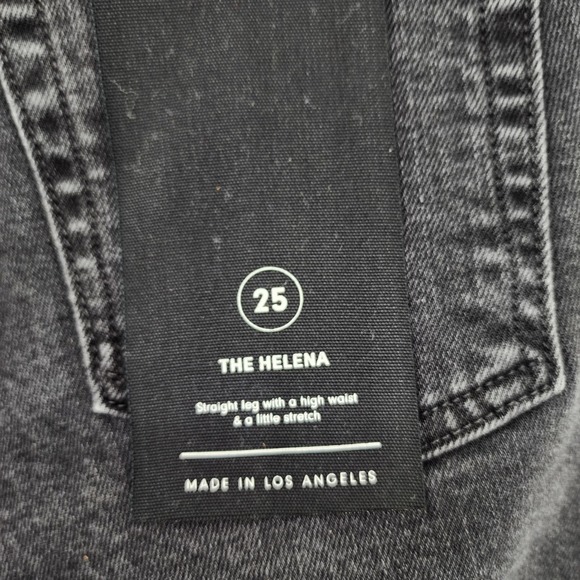 25
THE HELENA
Straight leg with a high waist
& a little stretch
MADE IN LOS ANGELES